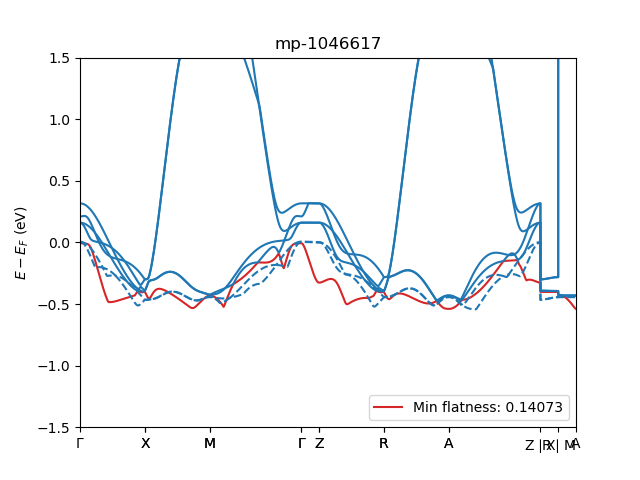 mp-1046617
E − E_F (eV)
1.5
1.0
0.5
0.0
−0.5
−1.0
−1.5
Min flatness: 0.14073
Γ X M Γ Z R A Z | R X | M A